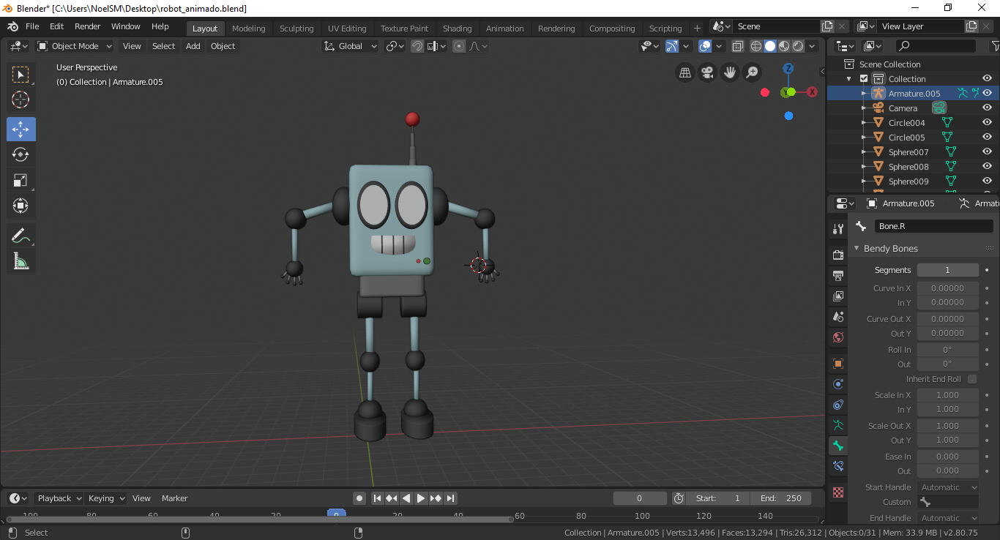 Blender* [C:\Users\NoelSM\Desktop\robot_animado.blend]
File Edit Render Window Help Layout Modeling Sculpting UV Editing Texture Paint Shading Animation Rendering Compositing Scripting + Scene View Layer
Object Mode View Select Add Object Global
User Perspective
(0) Collection | Armature.005
Z
Y
X
Scene Collection
Collection
Armature.005
Camera
Circle004
Circle005
Sphere007
Sphere008
Sphere009
Armature.005 Armat
Bone.R
Bendy Bones
Segments 1
Curve In X 0.00000
In Y 0.00000
Curve Out X 0.00000
Out Y 0.00000
Roll In 0°
Out 0°
Inherit End Roll
Scale In X 1.000
In Y 1.000
Scale Out X 1.000
Out Y 1.000
Ease In 0.000
Out 0.000
Start Handle Automatic
Custom
End Handle Automatic
Playback Keying View Marker 0 Start: 1 End: 250
-100 -80 -60 -40 -20 0 20 40 60 80 100 120 140
Select Collection | Armature.005 | Verts:13,496 | Faces:13,294 | Tris:26,312 | Objects:0/31 | Mem: 33.9 MB | v2.80.75